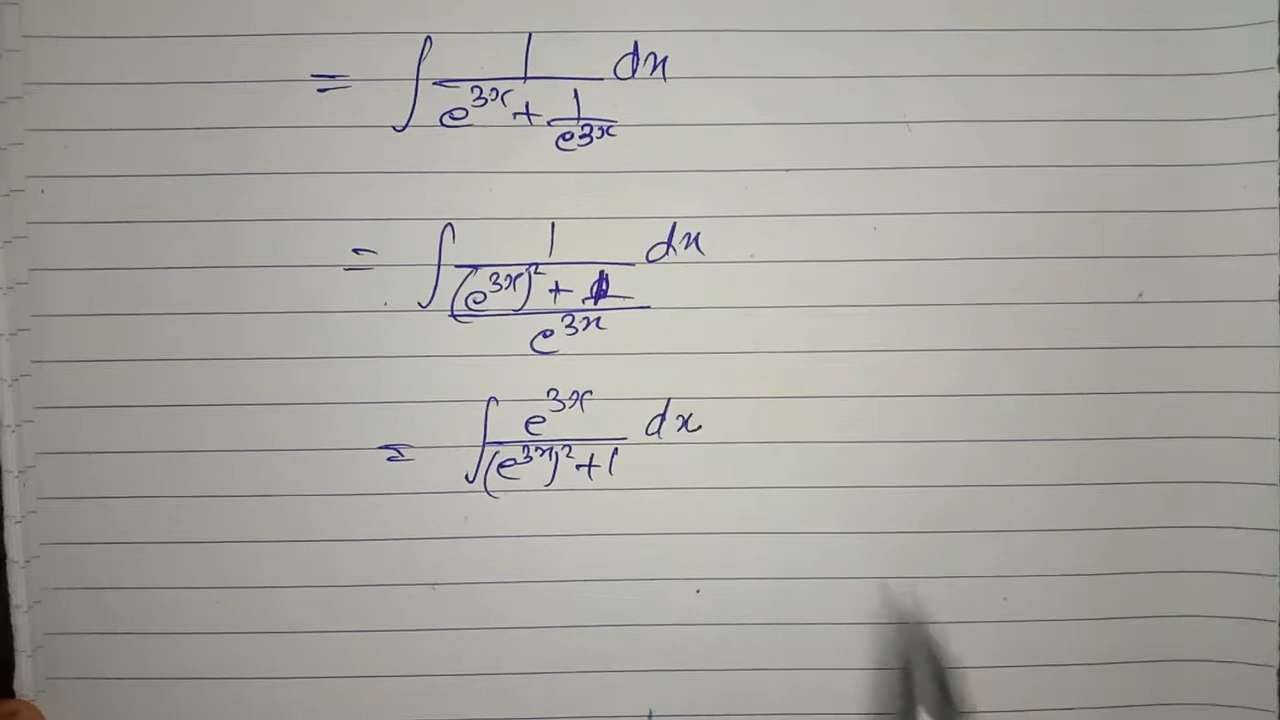 = ∫ 1/(e^{3x} + 1/e^{3x}) dx
= ∫ 1/(((e^{3x})^2 + 1)/e^{3x}) dx
= ∫ e^{3x}/((e^{3x})^2 + 1) dx